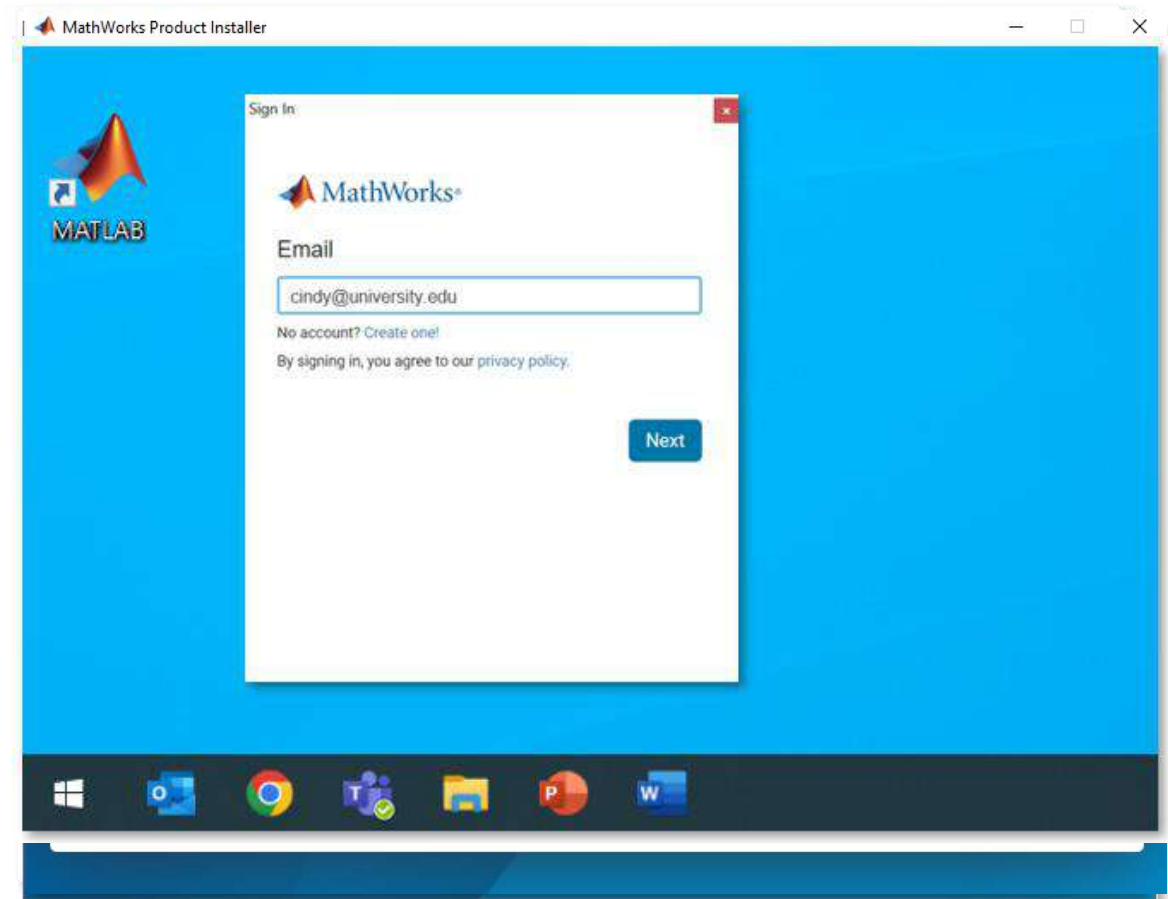 MathWorks Product Installer
Sign In
MATLAB
MathWorks®
Email
cindy@university.edu
No account? Create one!
By signing in, you agree to our privacy policy.
Next
O
T
P
W